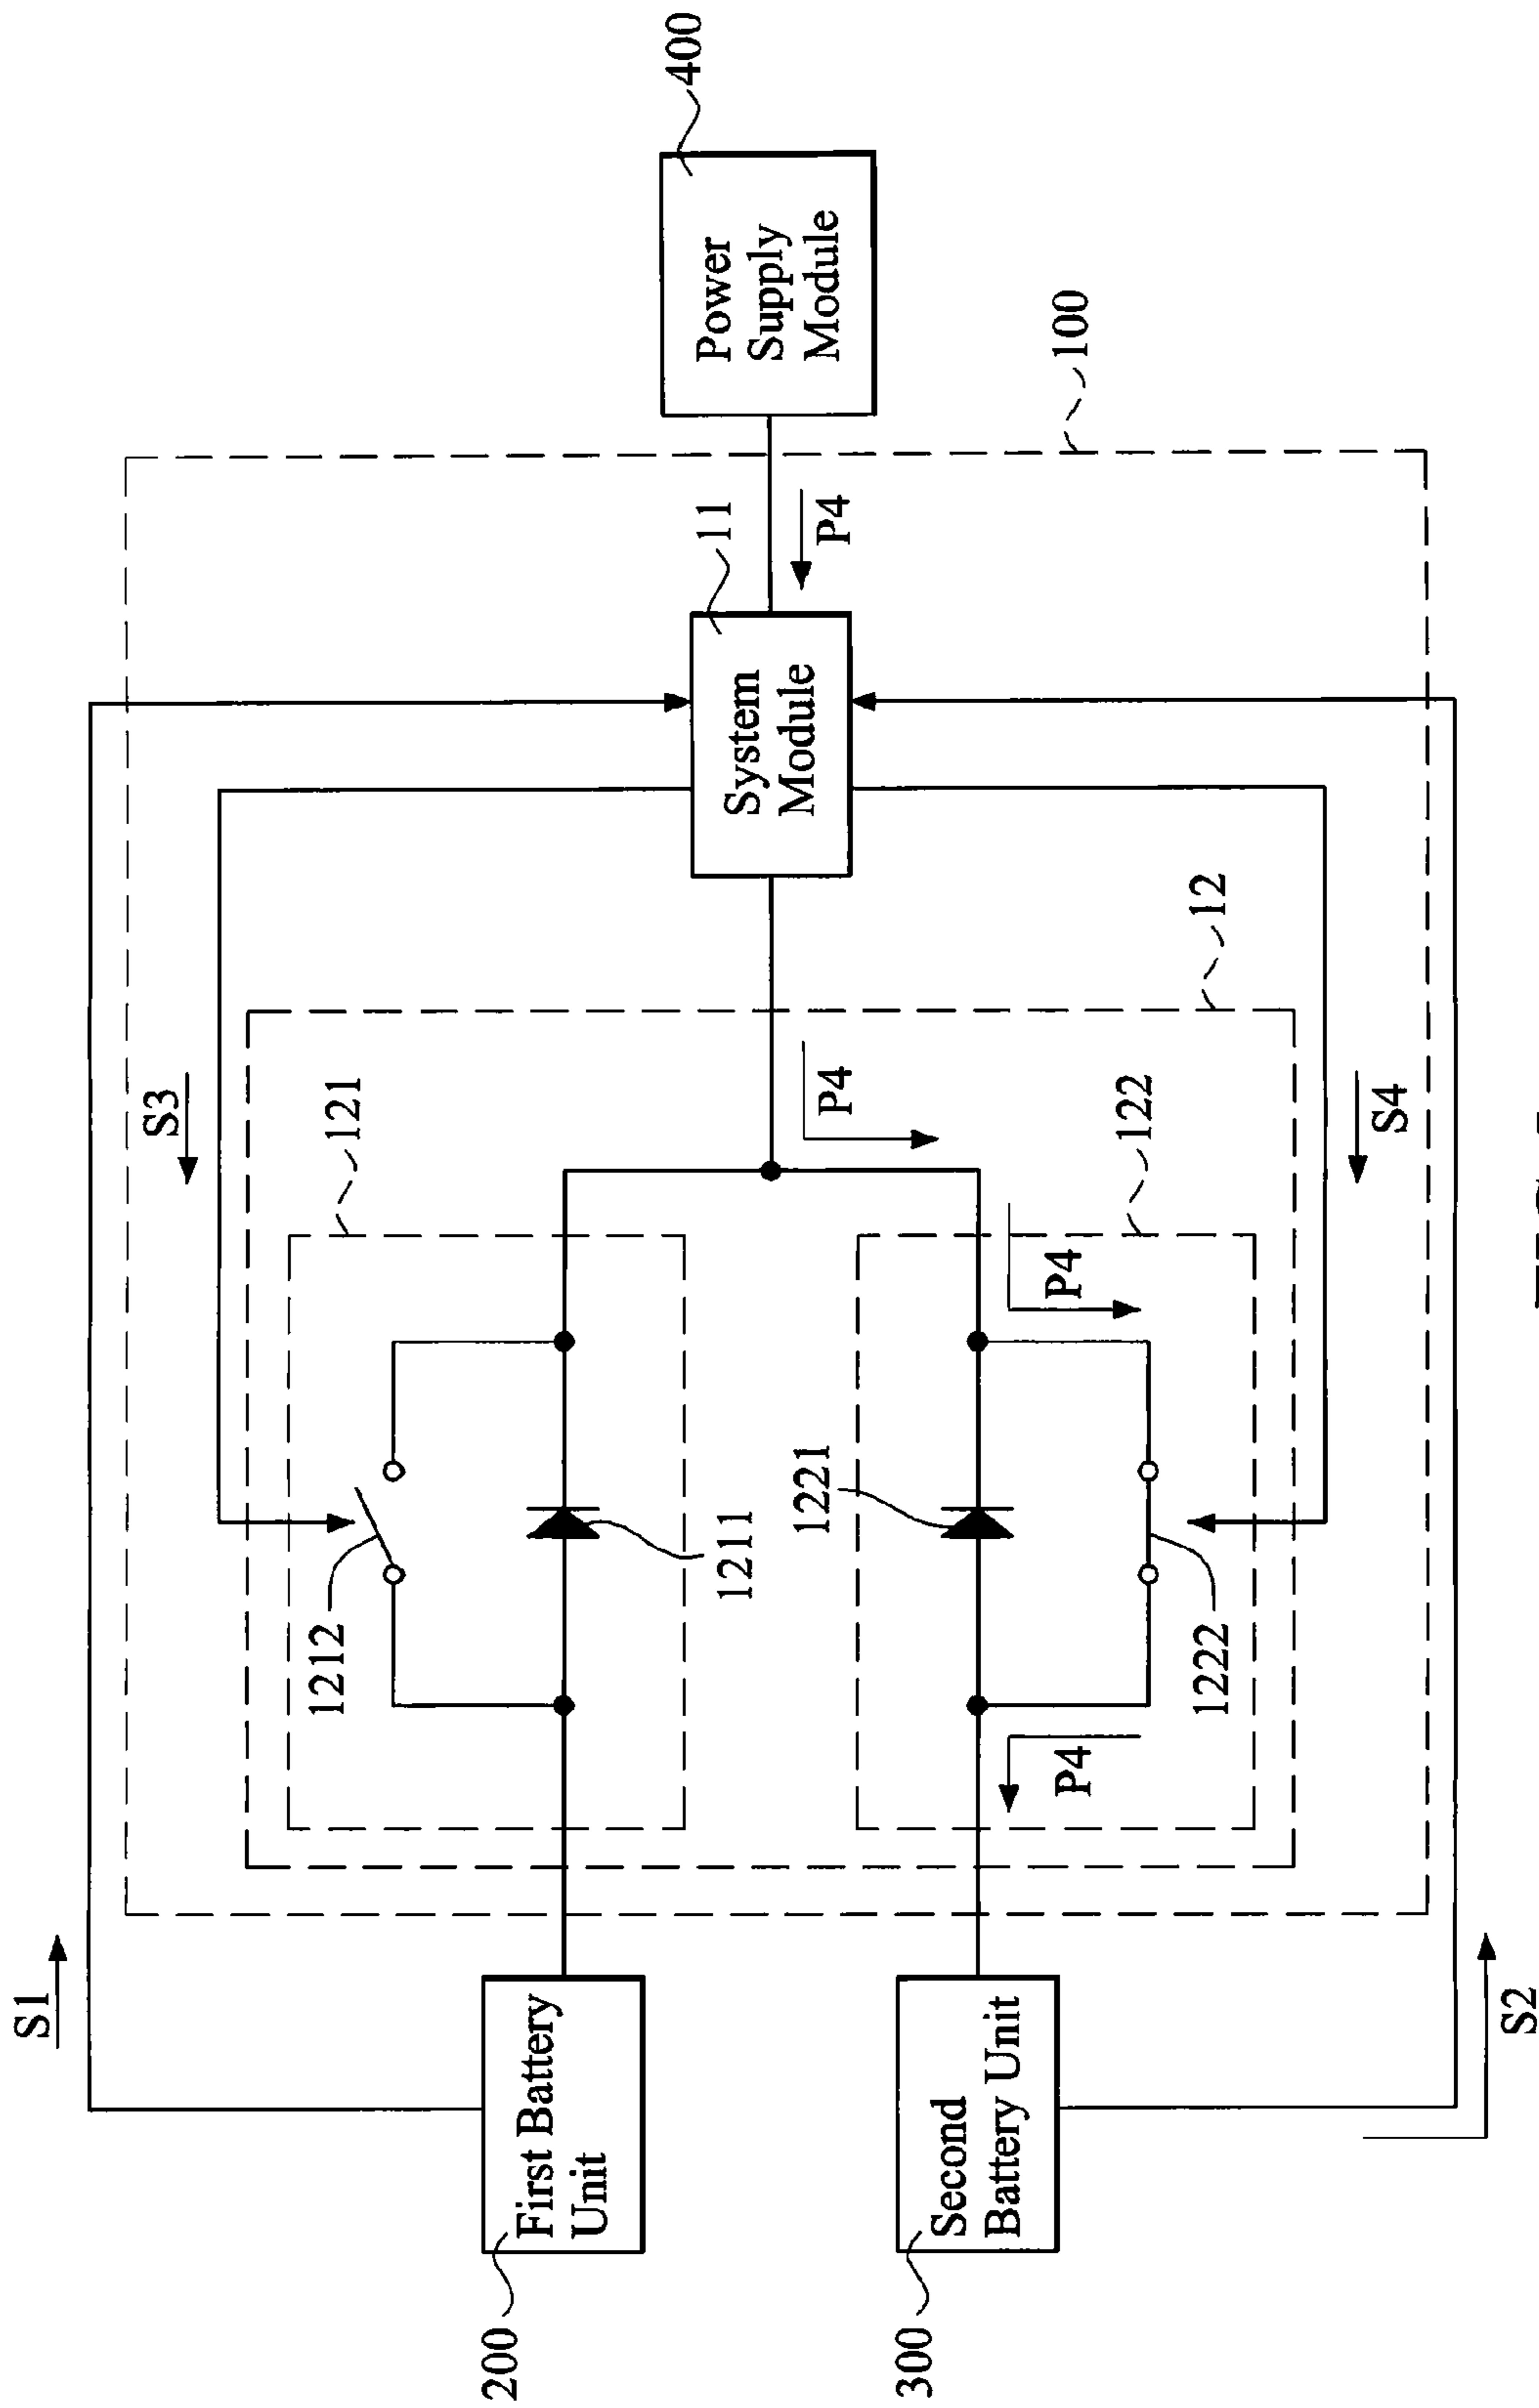 S1
S3
121
1212
1211
11
400
Power
Supply
Module
System
Module
P4
100
200
First Battery
Unit
P4
12
1221
122
P4
P4
1222
300
Second
Battery Unit
S4
S2